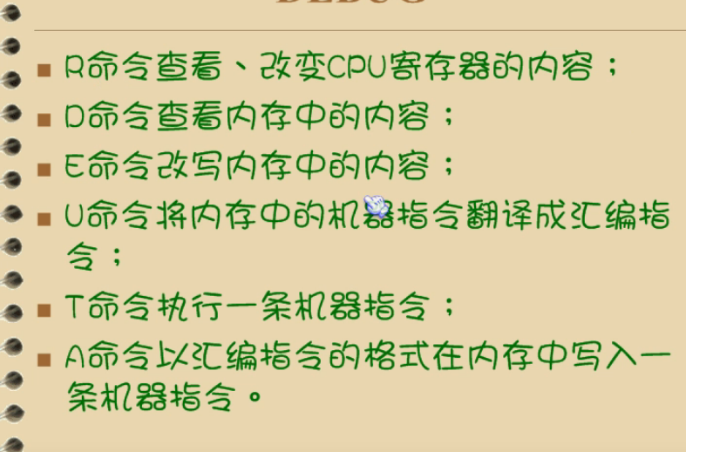 DEBUG
R命令查看、改变CPU寄存器的内容；
D命令查看内存中的内容；
E命令改写内存中的内容；
U命令将内存中的机器指令翻译成汇编指
令；
T命令执行一条机器指令；
A命令以汇编指令的格式在内存中写入一
条机器指令。